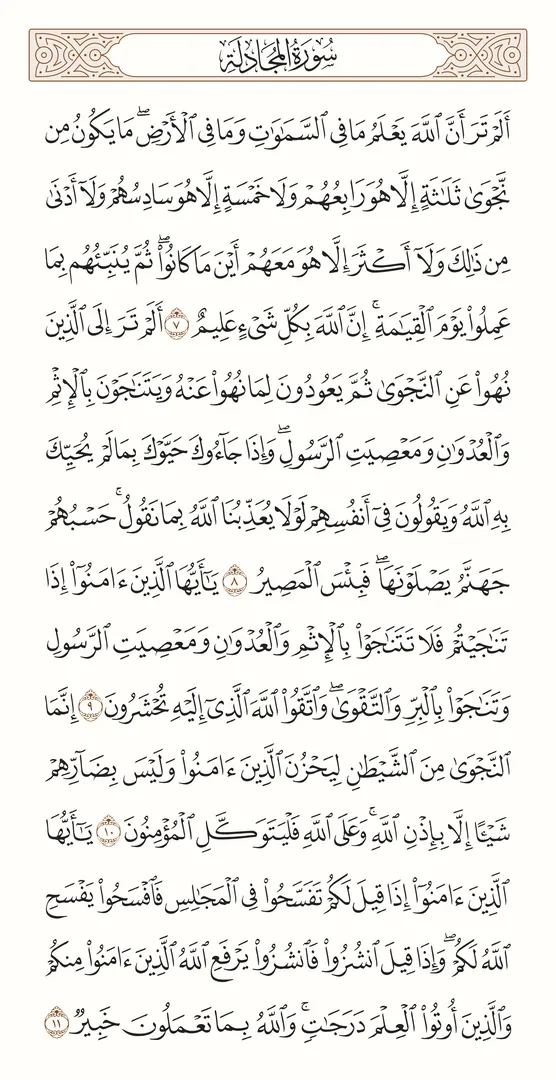 سُورَةُ المُجَادلَة
أَلَمْ تَرَ أَنَّ ٱللَّهَ يَعْلَمُ مَا فِى ٱلسَّمَٰوَٰتِ وَمَا فِى ٱلْأَرْضِ ۖ مَا يَكُونُ مِن
نَّجْوَىٰ ثَلَٰثَةٍ إِلَّا هُوَ رَابِعُهُمْ وَلَا خَمْسَةٍ إِلَّا هُوَ سَادِسُهُمْ وَلَآ أَدْنَىٰ
مِن ذَٰلِكَ وَلَآ أَكْثَرَ إِلَّا هُوَ مَعَهُمْ أَيْنَ مَا كَانُوا۟ ۖ ثُمَّ يُنَبِّئُهُم بِمَا
عَمِلُوا۟ يَوْمَ ٱلْقِيَٰمَةِ ۚ إِنَّ ٱللَّهَ بِكُلِّ شَىْءٍ عَلِيمٌ ٧ أَلَمْ تَرَ إِلَى ٱلَّذِينَ
نُهُوا۟ عَنِ ٱلنَّجْوَىٰ ثُمَّ يَعُودُونَ لِمَا نُهُوا۟ عَنْهُ وَيَتَنَٰجَوْنَ بِٱلْإِثْمِ
وَٱلْعُدْوَٰنِ وَمَعْصِيَتِ ٱلرَّسُولِ ۖ وَإِذَا جَآءُوكَ حَيَّوْكَ بِمَا لَمْ يُحَيِّكَ
بِهِ ٱللَّهُ وَيَقُولُونَ فِىٓ أَنفُسِهِمْ لَوْلَا يُعَذِّبُنَا ٱللَّهُ بِمَا نَقُولُ ۚ حَسْبُهُمْ
جَهَنَّمُ يَصْلَوْنَهَا ۖ فَبِئْسَ ٱلْمَصِيرُ ٨ يَٰٓأَيُّهَا ٱلَّذِينَ ءَامَنُوٓا۟ إِذَا
تَنَٰجَيْتُمْ فَلَا تَتَنَٰجَوْا۟ بِٱلْإِثْمِ وَٱلْعُدْوَٰنِ وَمَعْصِيَتِ ٱلرَّسُولِ
وَتَنَٰجَوْا۟ بِٱلْبِرِّ وَٱلتَّقْوَىٰ ۖ وَٱتَّقُوا۟ ٱللَّهَ ٱلَّذِىٓ إِلَيْهِ تُحْشَرُونَ ٩ إِنَّمَا
ٱلنَّجْوَىٰ مِنَ ٱلشَّيْطَٰنِ لِيَحْزُنَ ٱلَّذِينَ ءَامَنُوا۟ وَلَيْسَ بِضَآرِّهِمْ
شَيْـًٔا إِلَّا بِإِذْنِ ٱللَّهِ ۚ وَعَلَى ٱللَّهِ فَلْيَتَوَكَّلِ ٱلْمُؤْمِنُونَ ١٠ يَٰٓأَيُّهَا
ٱلَّذِينَ ءَامَنُوٓا۟ إِذَا قِيلَ لَكُمْ تَفَسَّحُوا۟ فِى ٱلْمَجَٰلِسِ فَٱفْسَحُوا۟ يَفْسَحِ
ٱللَّهُ لَكُمْ ۖ وَإِذَا قِيلَ ٱنشُزُوا۟ فَٱنشُزُوا۟ يَرْفَعِ ٱللَّهُ ٱلَّذِينَ ءَامَنُوا۟ مِنكُمْ
وَٱلَّذِينَ أُوتُوا۟ ٱلْعِلْمَ دَرَجَٰتٍ ۚ وَٱللَّهُ بِمَا تَعْمَلُونَ خَبِيرٌ ١١